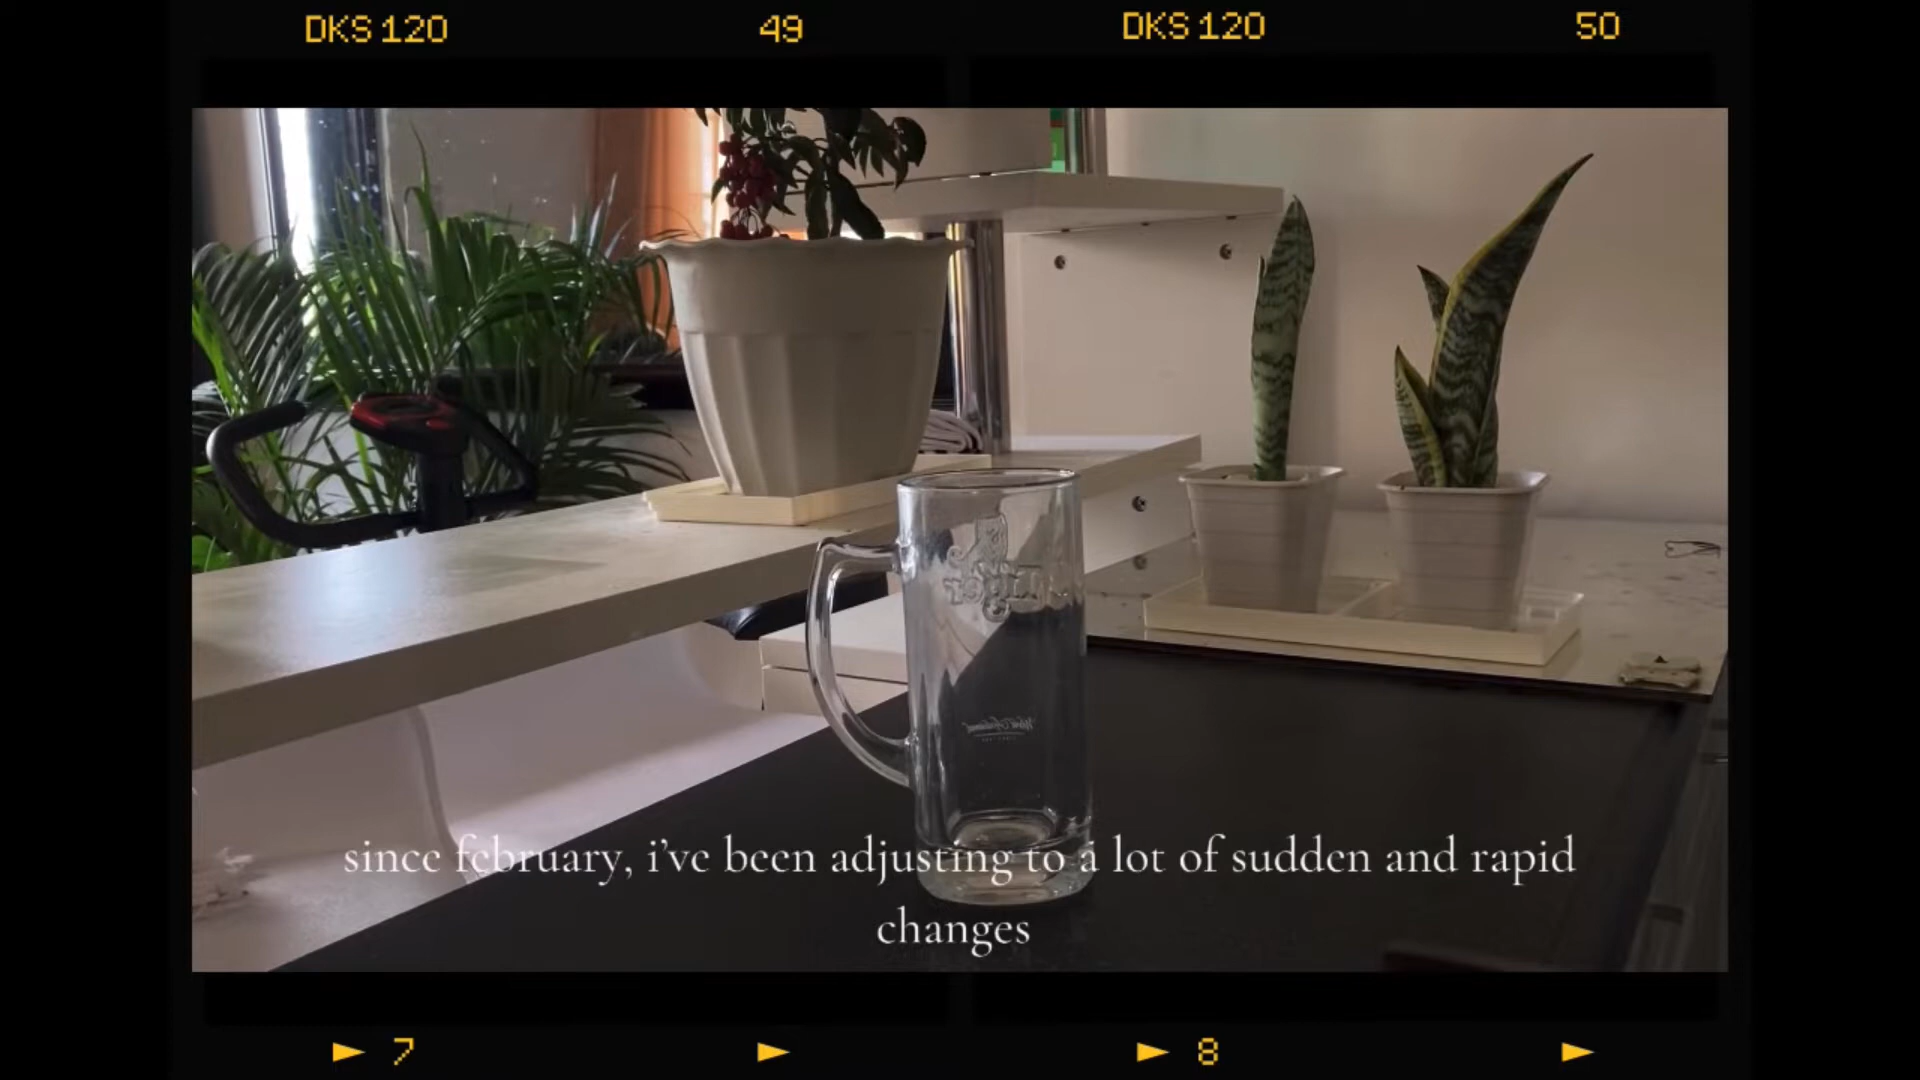 DKS 120 49 DKS 120 50
since february, i've been adjusting to a lot of sudden and rapid
changes
7 8